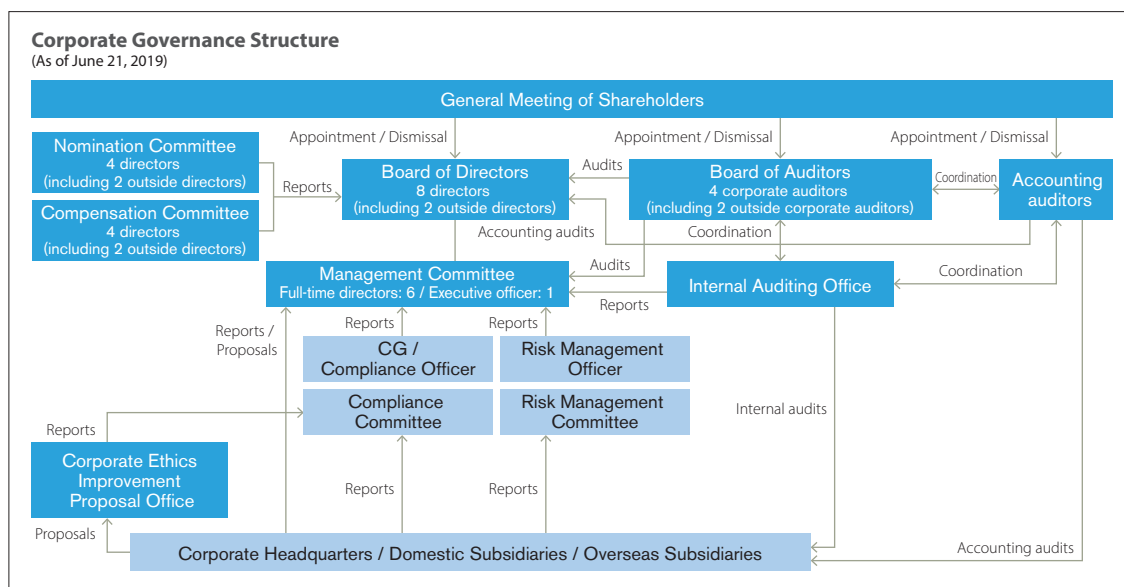 Corporate Governance Structure
(As of June 21, 2019)
General Meeting of Shareholders
Appointment / Dismissal
Appointment / Dismissal
Appointment / Dismissal
Nomination Committee
4 directors
(including 2 outside directors)
Reports
Compensation Committee
4 directors
(including 2 outside directors)
Board of Directors
8 directors
(including 2 outside directors)
Audits
Board of Auditors
4 corporate auditors
(including 2 outside corporate auditors)
Coordination
Accounting
auditors
Accounting audits
Coordination
Management Committee
Full-time directors: 6 / Executive officer: 1
Audits
Reports
Internal Auditing Office
Coordination
Reports /
Proposals
Reports
Reports
CG /
Compliance Officer
Risk Management
Officer
Compliance
Committee
Risk Management
Committee
Internal audits
Reports
Corporate Ethics
Improvement
Proposal Office
Reports
Reports
Proposals
Corporate Headquarters / Domestic Subsidiaries / Overseas Subsidiaries
Accounting audits